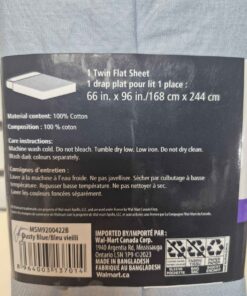 1 Twin Flat Sheet
1 drap plat pour lit 1 place :
66 in. x 96 in./168 cm x 244 cm
Material content: 100% Cotton
Composition : 100 % coton
Care instructions:
Machine wash cold. Do not bleach. Tumble dry low. Low iron. Do not dry clean.
Wash dark colours separately.
Consignes d'entretien :
Laver à la machine à l'eau froide. Ne pas javelliser. Sécher par culbutage à basse
température. Repasser basse température. Ne pas nettoyer à sec.
Laver les couleurs foncées séparément.
MSM9200422B
Dusty Blue/Bleu vieilli
IMPORTED BY/IMPORTÉ PAR :
Wal-Mart Canada Corp.
1940 Argentia Rd., Mississauga
Ontario L5N 1P9 ©2023
MADE IN BANGLADESH
FABRIQUÉ AU BANGLADESH
Walmart.ca